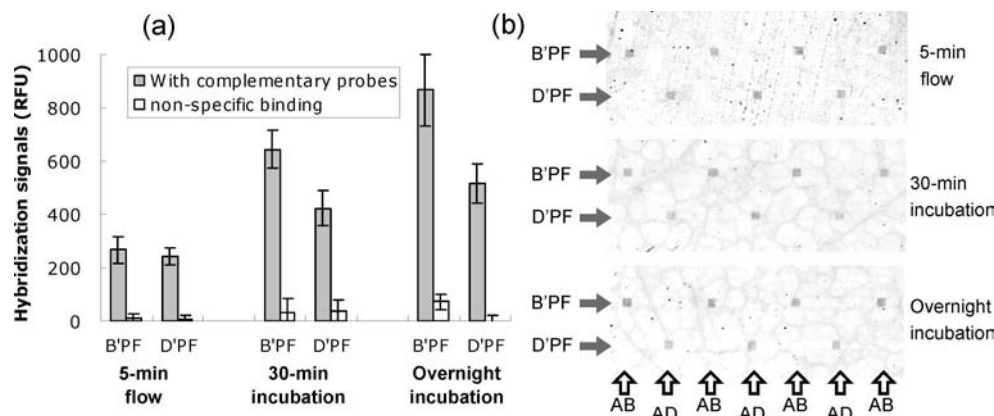 (a)
Hybridization signals (RFU)
1000
800
600
400
200
0
With complementary probes
non-specific binding
B'PF D'PF B'PF D'PF B'PF D'PF
5-min flow
30-min incubation
Overnight incubation
(b)
B'PF
D'PF
5-min
flow
B'PF
D'PF
30-min
incubation
B'PF
D'PF
Overnight
incubation
AB AD AB AD AB AD AB